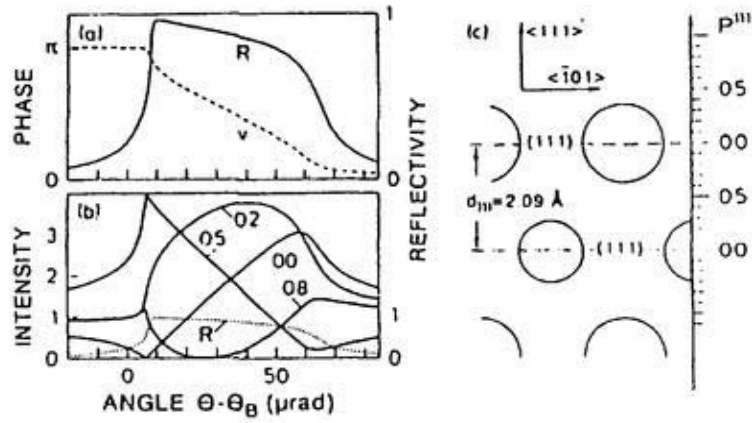 (a)
π
R
v
0
PHASE
1
0
REFLECTIVITY
(b)
3
2
1
0
INTENSITY
02
05
00
08
R
1
0
0
50
ANGLE Θ-Θ_B (μrad)
(c)
<111>
<1̄01>
{111}
d₁₁₁=2.09 Å
{111}
P¹¹¹
05
00
05
00